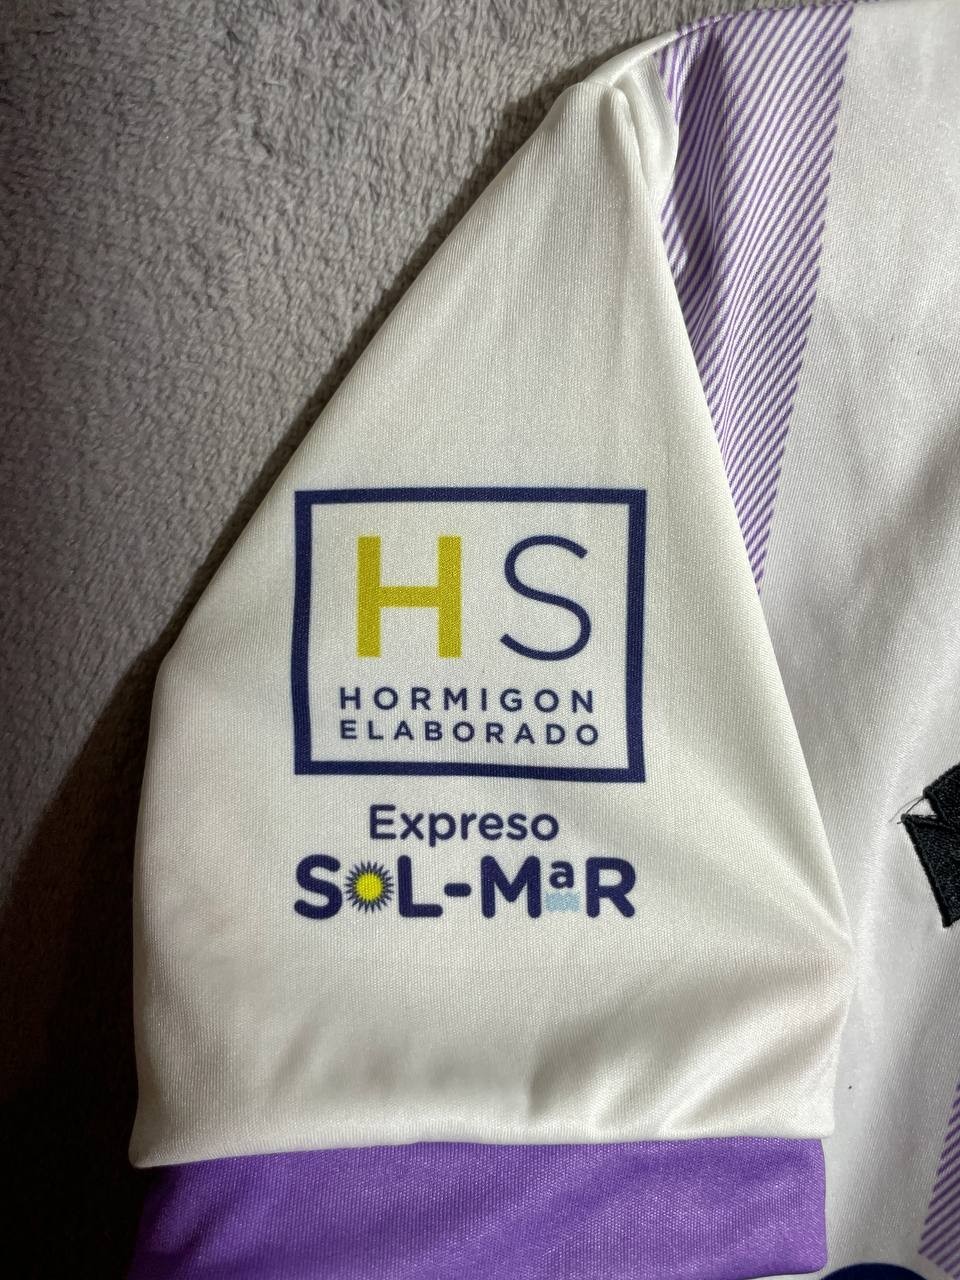 HS
HORMIGON
ELABORADO
Expreso
SOL-MaR